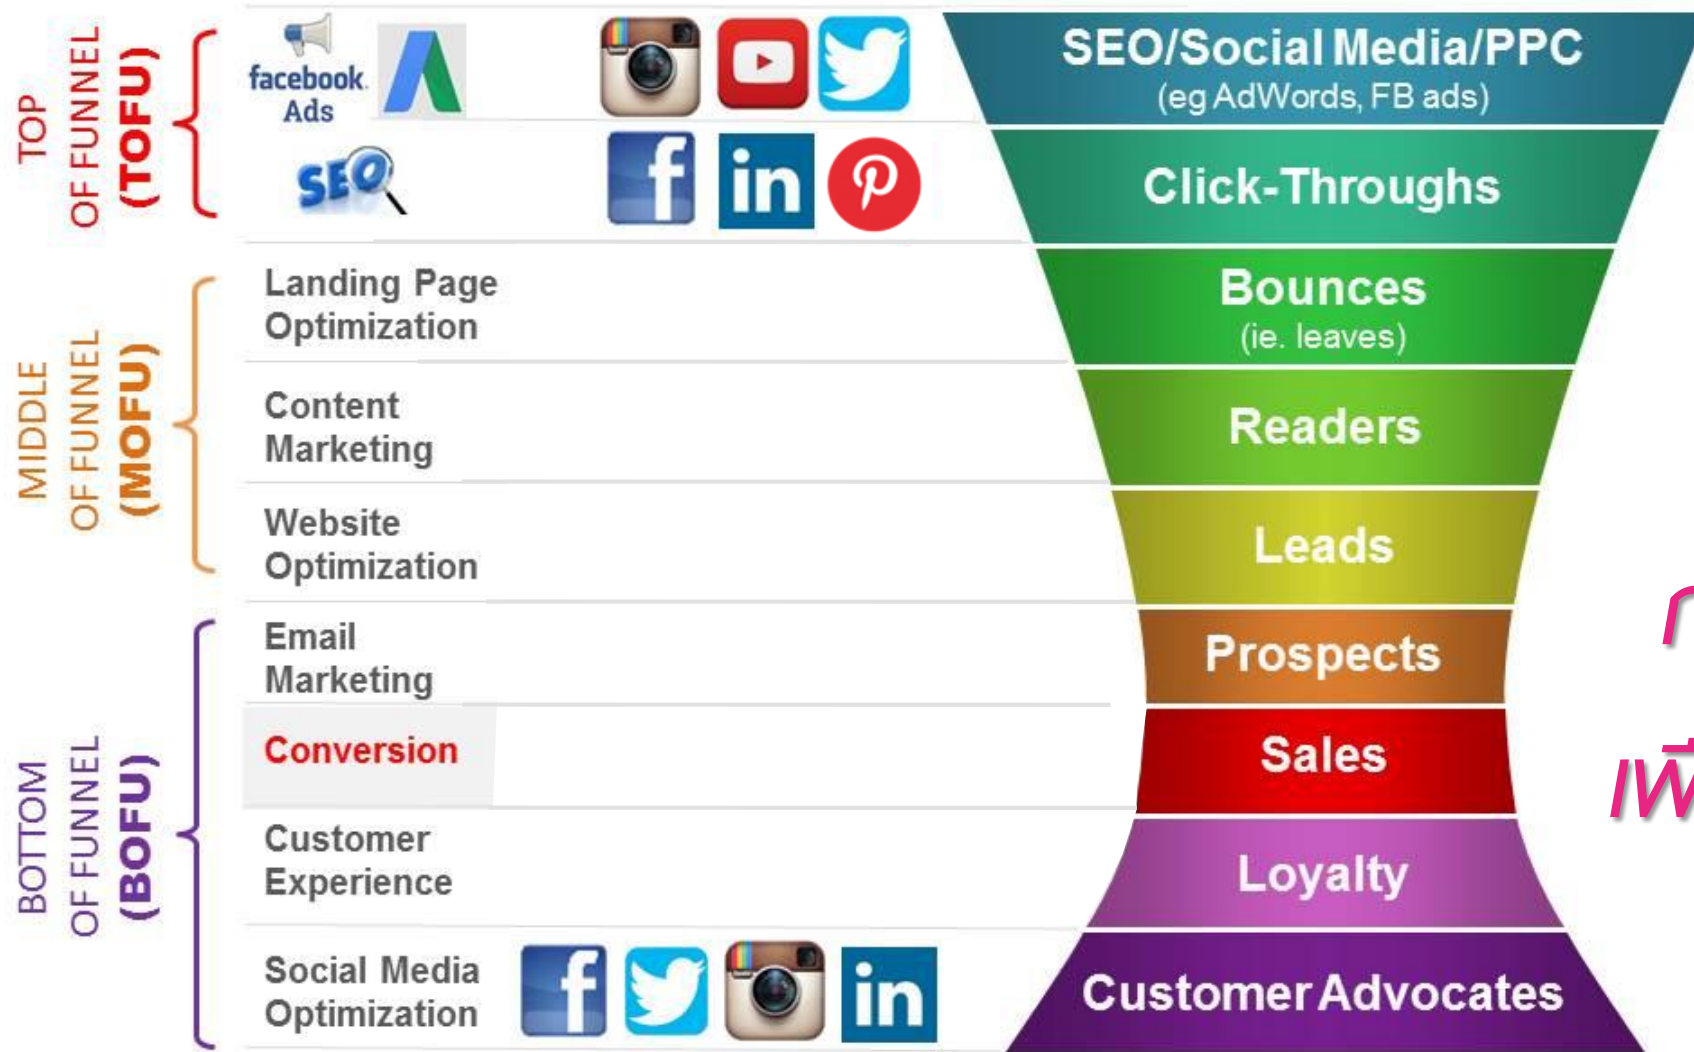 TOP
OF FUNNEL
(TOFU)
facebook
Ads
SEO
SEO/Social Media/PPC
(eg AdWords, FB ads)
Click-Throughs
MIDDLE
OF FUNNEL
(MOFU)
Landing Page
Optimization
Bounces
(ie. leaves)
Content
Marketing
Readers
Website
Optimization
Leads
BOTTOM
OF FUNNEL
(BOFU)
Email
Marketing
Prospects
Conversion
Sales
Customer
Experience
Loyalty
Social Media
Optimization
Customer Advocates